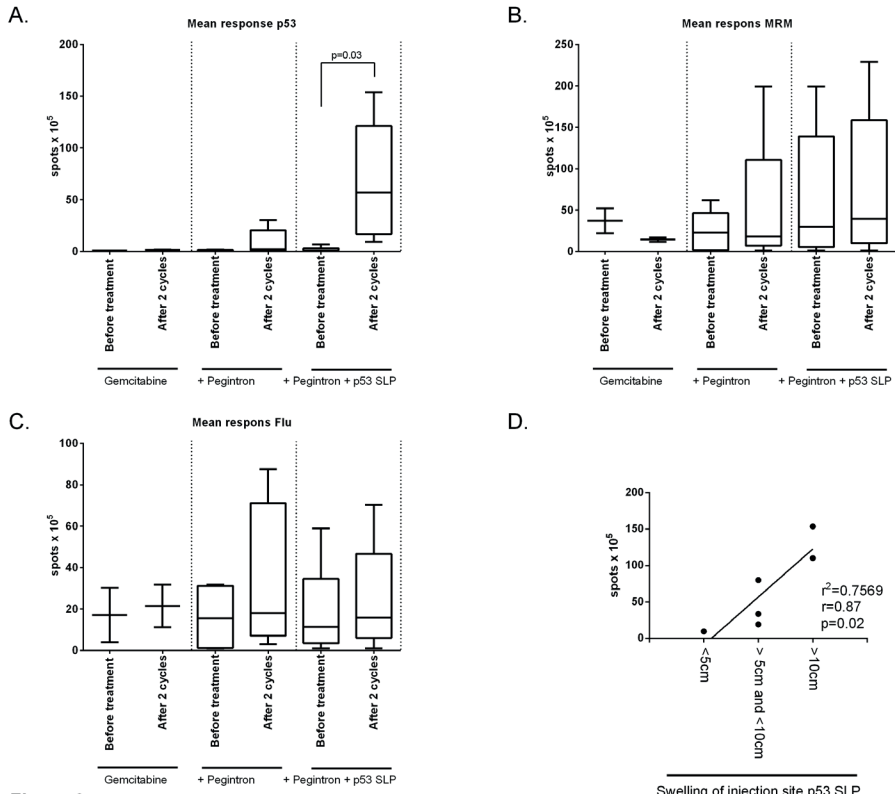 A.
Mean response p53
200
150
100
50
0
spots x 10⁵
p=0.03
Before treatment
After 2 cycles
Before treatment
After 2 cycles
Before treatment
After 2 cycles
Gemcitabine
+ Pegintron
+ Pegintron + p53 SLP
B.
Mean respons MRM
250
200
150
100
50
0
spots x 10⁵
Before treatment
After 2 cycles
Before treatment
After 2 cycles
Before treatment
After 2 cycles
Gemcitabine
+ Pegintron
+ Pegintron + p53 SLP
C.
Mean respons Flu
100
80
60
40
20
0
spots x 10⁵
Before treatment
After 2 cycles
Before treatment
After 2 cycles
Before treatment
After 2 cycles
Gemcitabine
+ Pegintron
+ Pegintron + p53 SLP
D.
200
150
100
50
0
spots x 10⁵
r²=0.7569
r=0.87
p=0.02
<5cm
> 5cm and <10cm
>10cm
Swelling of injection site p53 SLP